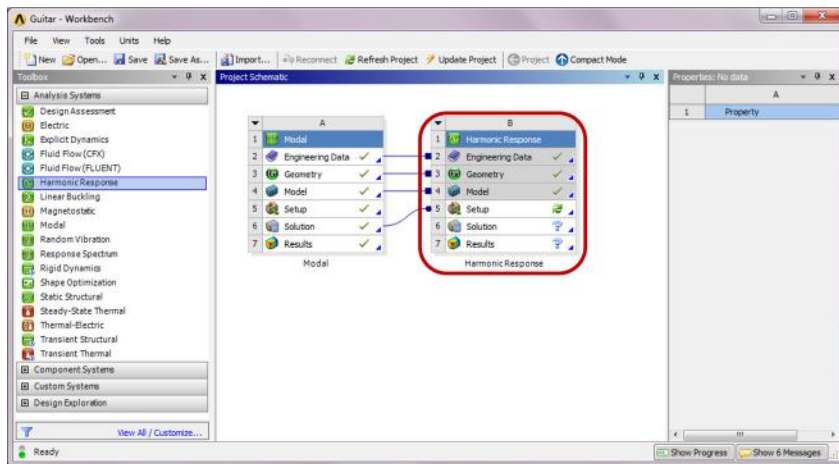 Guitar - Workbench
File View Tools Units Help
New Open... Save Save As... Import... Reconnect Refresh Project Update Project Project Compact Mode
Toolbox
Analysis Systems
Design Assessment
Electric
Explicit Dynamics
Fluid Flow (CFX)
Fluid Flow (FLUENT)
Harmonic Response
Linear Buckling
Magnetostatic
Modal
Random Vibration
Response Spectrum
Rigid Dynamics
Shape Optimization
Static Structural
Steady-State Thermal
Thermal-Electric
Transient Structural
Transient Thermal
Component Systems
Custom Systems
Design Exploration
View All / Customize...
Project Schematic
A
1 Modal
2 Engineering Data
3 Geometry
4 Model
5 Setup
6 Solution
7 Results
Modal
B
1 Harmonic Response
2 Engineering Data
3 Geometry
4 Model
5 Setup
6 Solution
7 Results
Harmonic Response
Properties: No data
A
1 Property
Ready
Show Progress Show 6 Messages